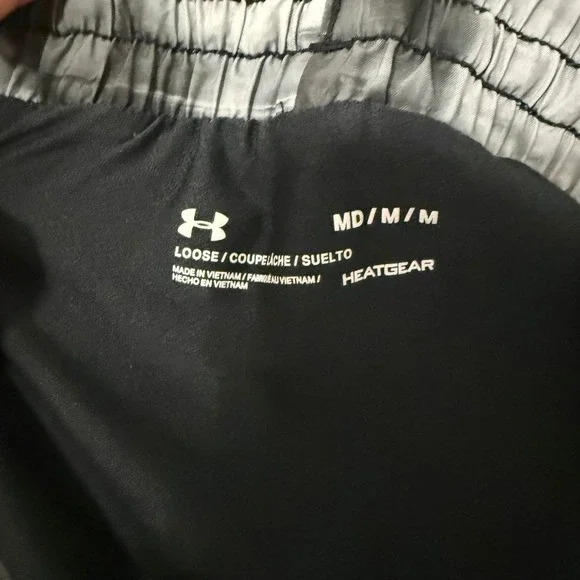 MD / M / M
LOOSE / COUPE LÂCHE / SUELTO
MADE IN VIETNAM / FABRIQUÉ AU VIETNAM /
HECHO EN VIETNAM
HEATGEAR